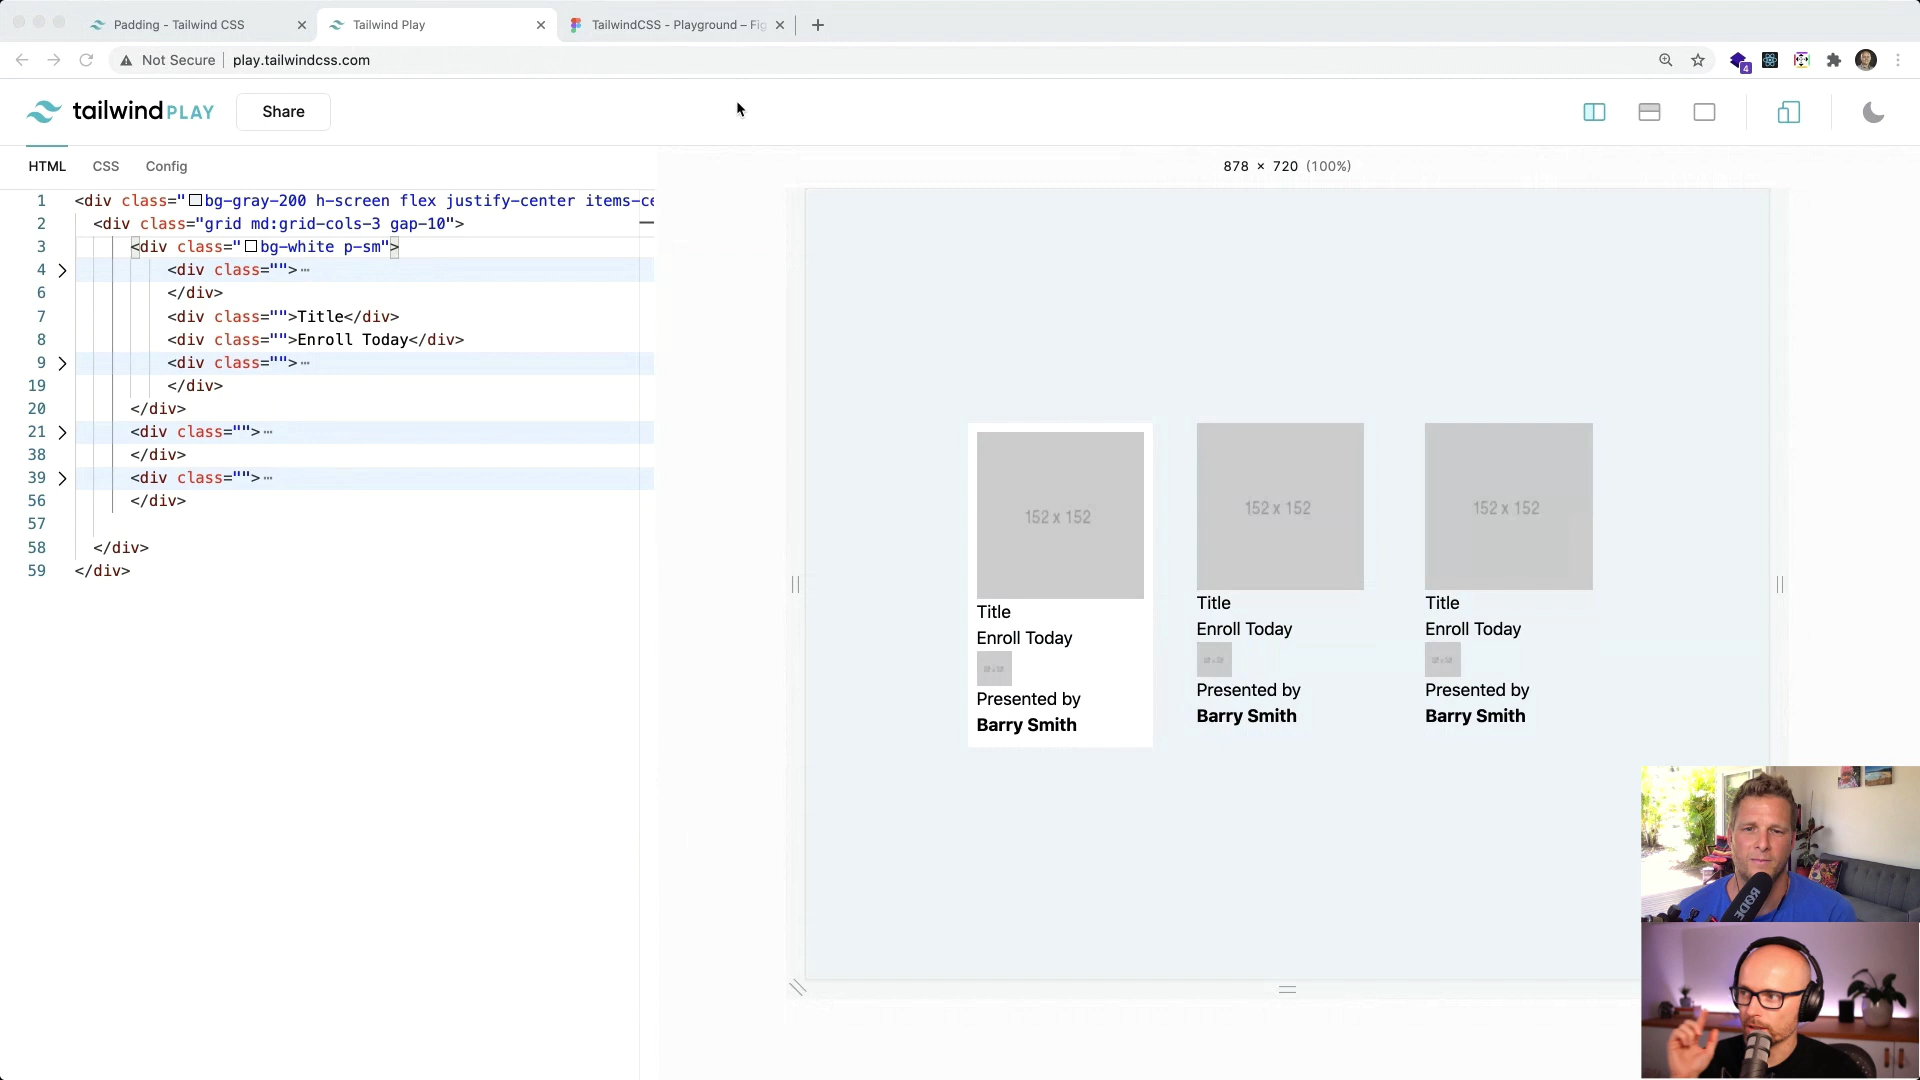 Padding - Tailwind CSS
Tailwind Play
TailwindCSS - Playground – Fig
Not Secure
play.tailwindcss.com
4
tailwind PLAY
Share
HTML
CSS
Config
878 × 720 (100%)
1 <div class="bg-gray-200 h-screen flex justify-center items-ce
2 <div class="grid md:grid-cols-3 gap-10">
3 <div class="bg-white p-sm">
4 <div class="">⋯
6 </div>
7 <div class="">Title</div>
8 <div class="">Enroll Today</div>
9 <div class="">⋯
19 </div>
20 </div>
21 <div class="">⋯
38 </div>
39 <div class="">⋯
56 </div>
57
58 </div>
59 </div>
152 x 152
Title
Enroll Today
Presented by
Barry Smith
152 x 152
Title
Enroll Today
Presented by
Barry Smith
152 x 152
Title
Enroll Today
Presented by
Barry Smith
RØDE